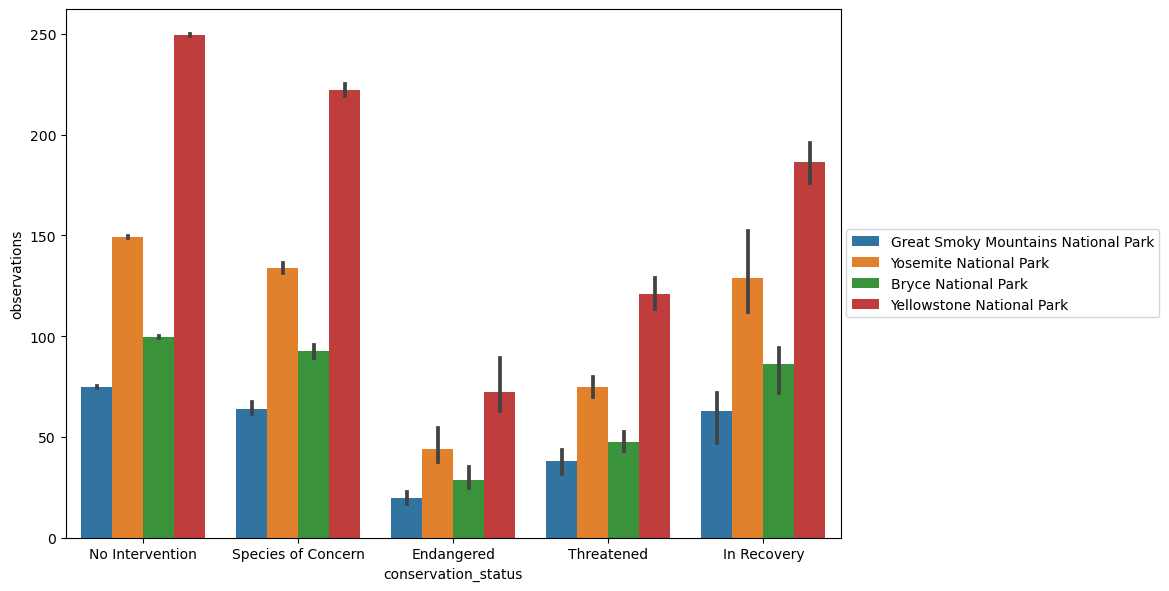 250
200
150
100
50
0
observations
No Intervention
Species of Concern
Endangered
Threatened
In Recovery
conservation_status
Great Smoky Mountains National Park
Yosemite National Park
Bryce National Park
Yellowstone National Park